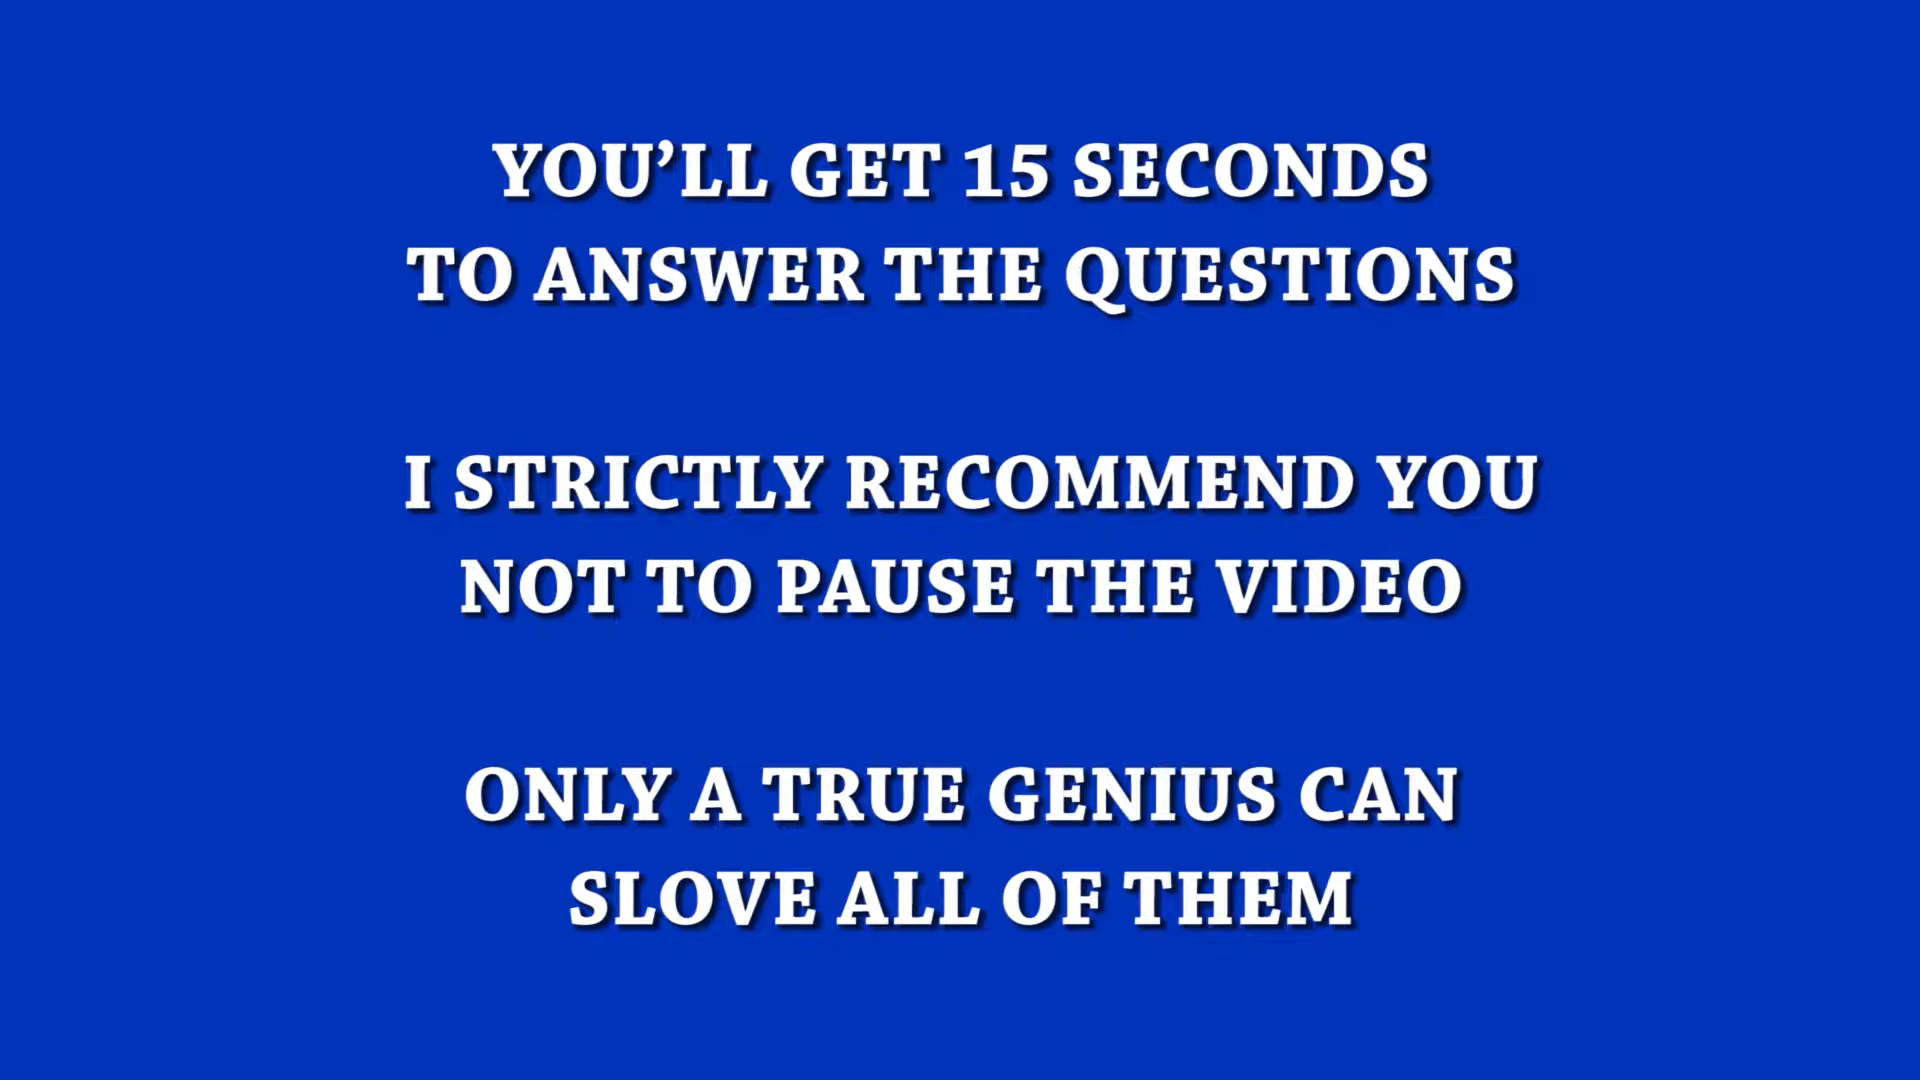 YOU’LL GET 15 SECONDS
TO ANSWER THE QUESTIONS
I STRICTLY RECOMMEND YOU
NOT TO PAUSE THE VIDEO
ONLY A TRUE GENIUS CAN
SLOVE ALL OF THEM